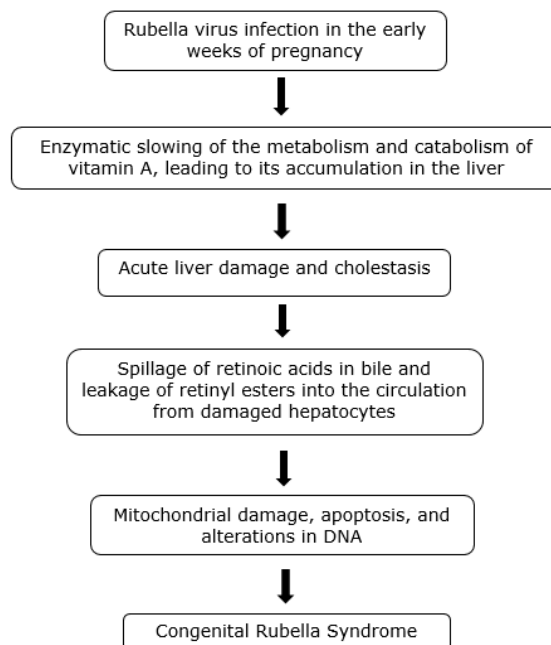 Rubella virus infection in the early
weeks of pregnancy
Enzymatic slowing of the metabolism and catabolism of
vitamin A, leading to its accumulation in the liver
Acute liver damage and cholestasis
Spillage of retinoic acids in bile and
leakage of retinyl esters into the circulation
from damaged hepatocytes
Mitochondrial damage, apoptosis, and
alterations in DNA
Congenital Rubella Syndrome